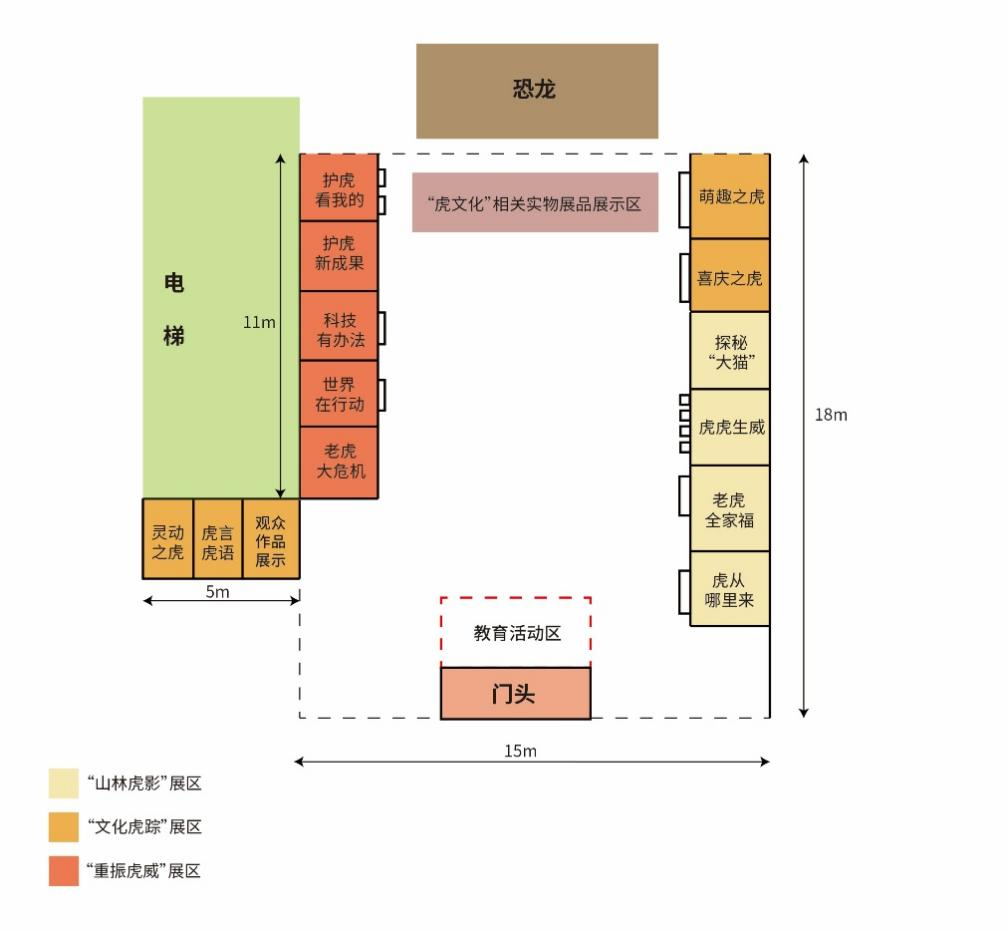 恐龙
电
梯
11m
护虎
看我的
护虎
新成果
科技
有办法
世界
在行动
老虎
大危机
“虎文化”相关实物展品展示区
萌趣之虎
喜庆之虎
探秘
“大猫”
虎虎生威
老虎
全家福
虎从
哪里来
18m
灵动
之虎
虎言
虎语
观众
作品
展示
5m
教育活动区
门头
15m
“山林虎影”展区
“文化虎踪”展区
“重振虎威”展区